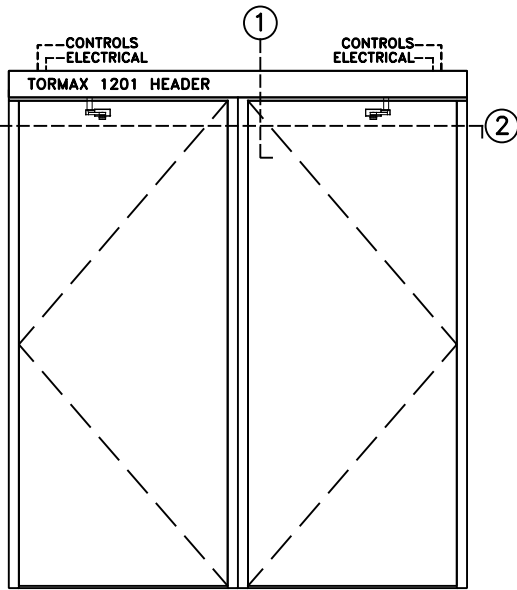 1
CONTROLS
ELECTRICAL
CONTROLS
ELECTRICAL
TORMAX 1201 HEADER
2